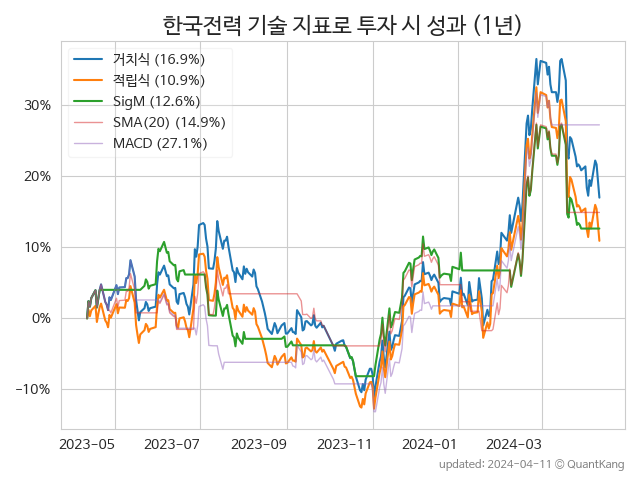 한국전력 기술 지표로 투자 시 성과 (1년)
거치식 (16.9%)
적립식 (10.9%)
SigM (12.6%)
SMA(20) (14.9%)
MACD (27.1%)
30%
20%
10%
0%
−10%
2023-05 2023-07 2023-09 2023-11 2024-01 2024-03
updated: 2024-04-11 © QuantKang